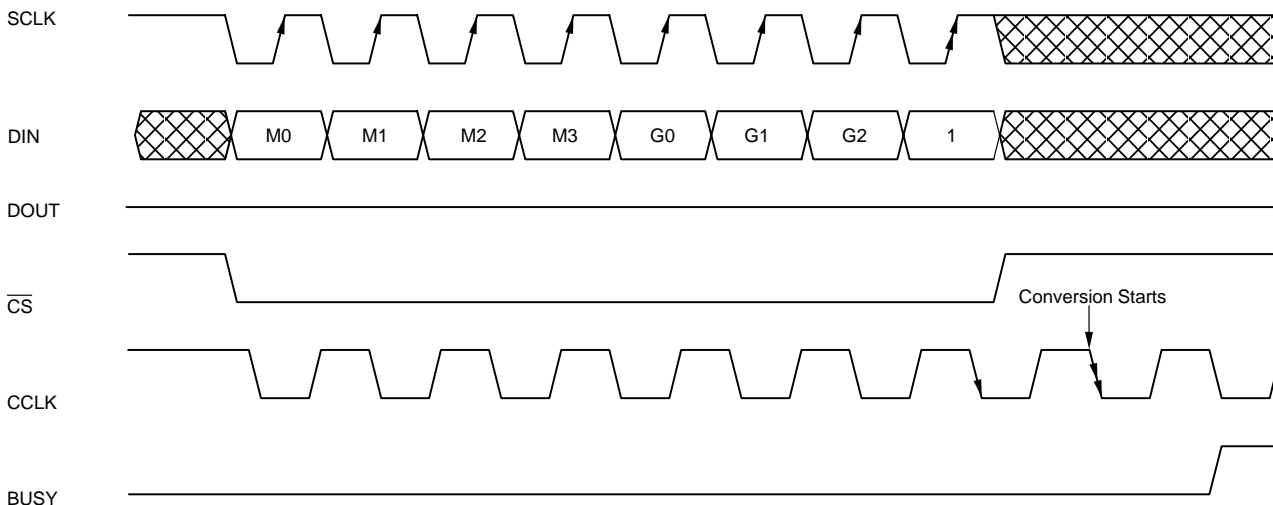 SCLK
DIN
M0 M1 M2 M3 G0 G1 G2 1
DOUT
CS
Conversion Starts
CCLK
BUSY